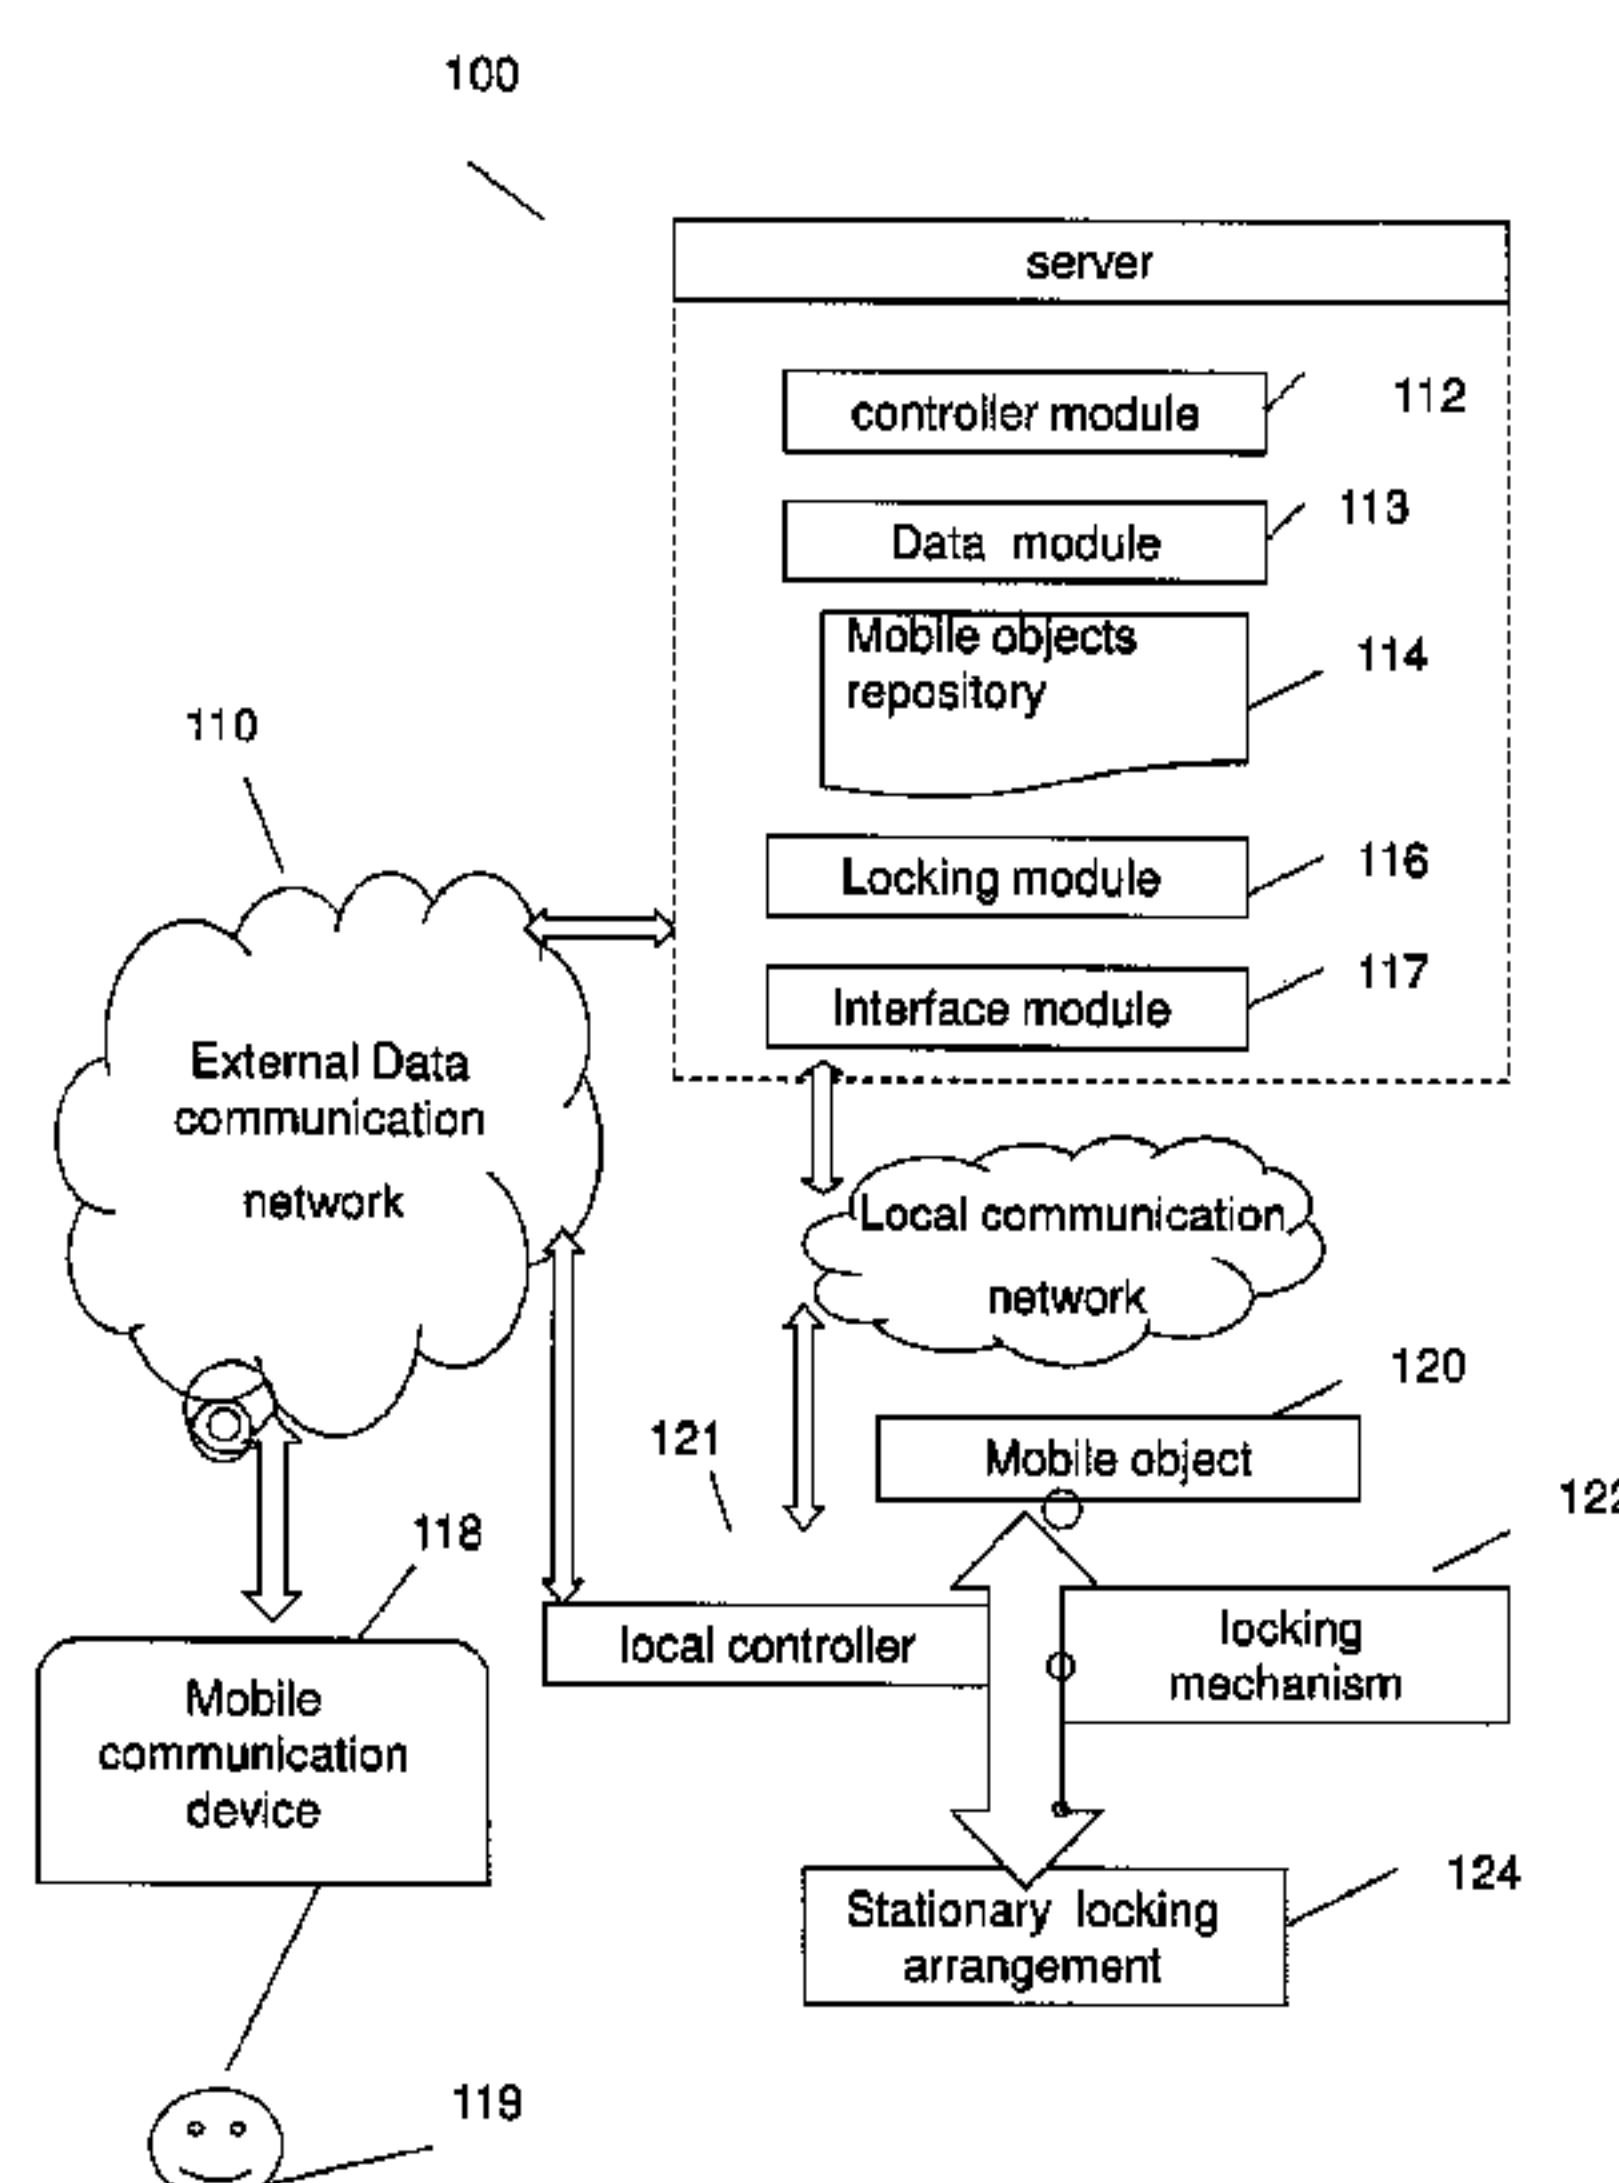 100
server
controller module
112
Data module
113
Mobile objects
repository
114
110
Locking module
116
Interface module
117
External Data
communication
network
Local communication
network
120
121
Mobile object
122
118
local controller
locking
mechanism
Mobile
communication
device
124
Stationary locking
arrangement
119